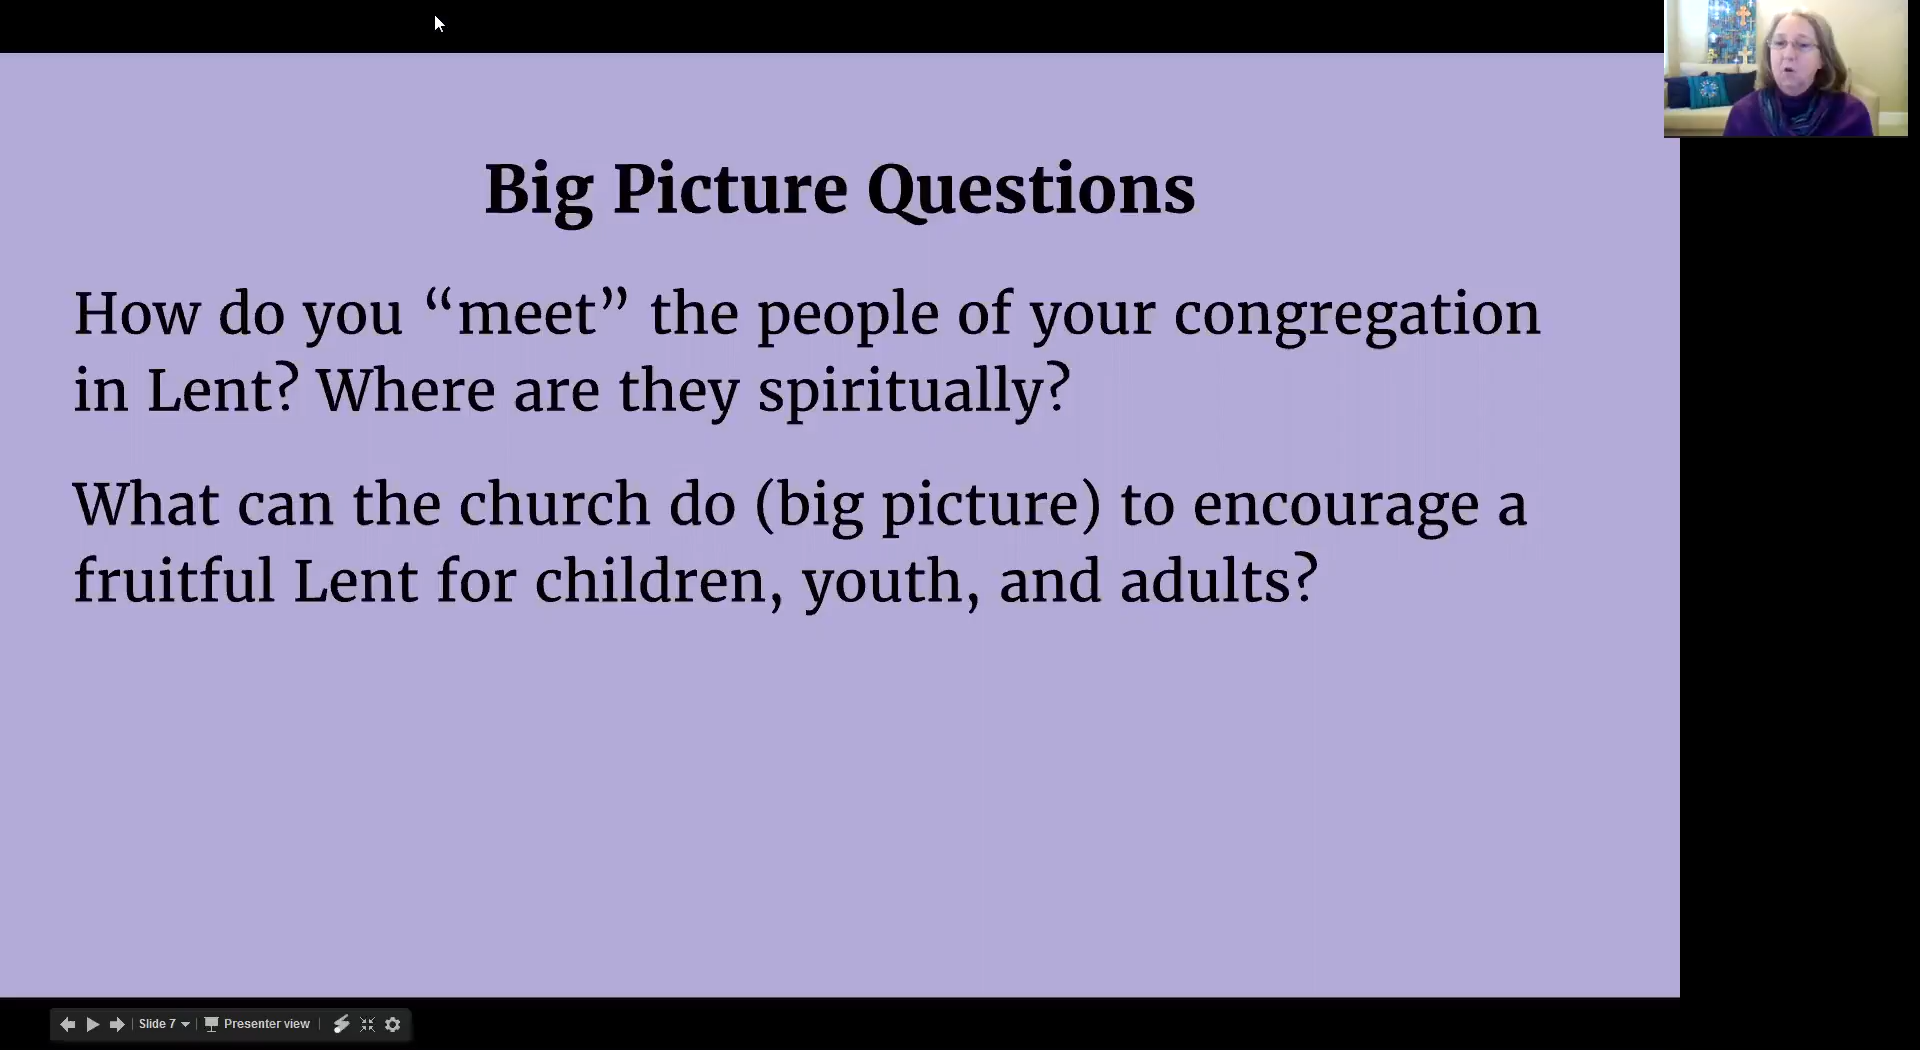 Big Picture Questions
How do you “meet” the people of your congregation
in Lent? Where are they spiritually?
What can the church do (big picture) to encourage a
fruitful Lent for children, youth, and adults?
Slide 7
Presenter view